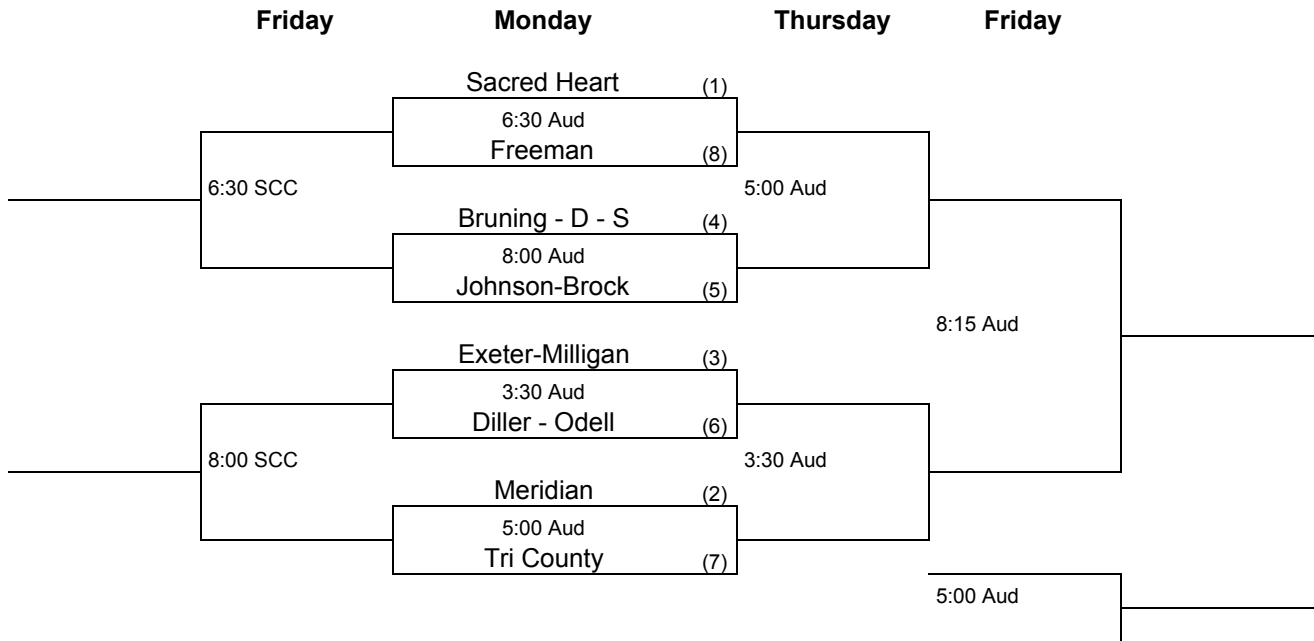 Friday Monday Thursday Friday
Sacred Heart (1)
6:30 Aud
Freeman (8)
6:30 SCC 5:00 Aud
Bruning - D - S (4)
8:00 Aud
Johnson-Brock (5)
8:15 Aud
Exeter-Milligan (3)
3:30 Aud
Diller - Odell (6)
8:00 SCC 3:30 Aud
Meridian (2)
5:00 Aud
Tri County (7)
5:00 Aud